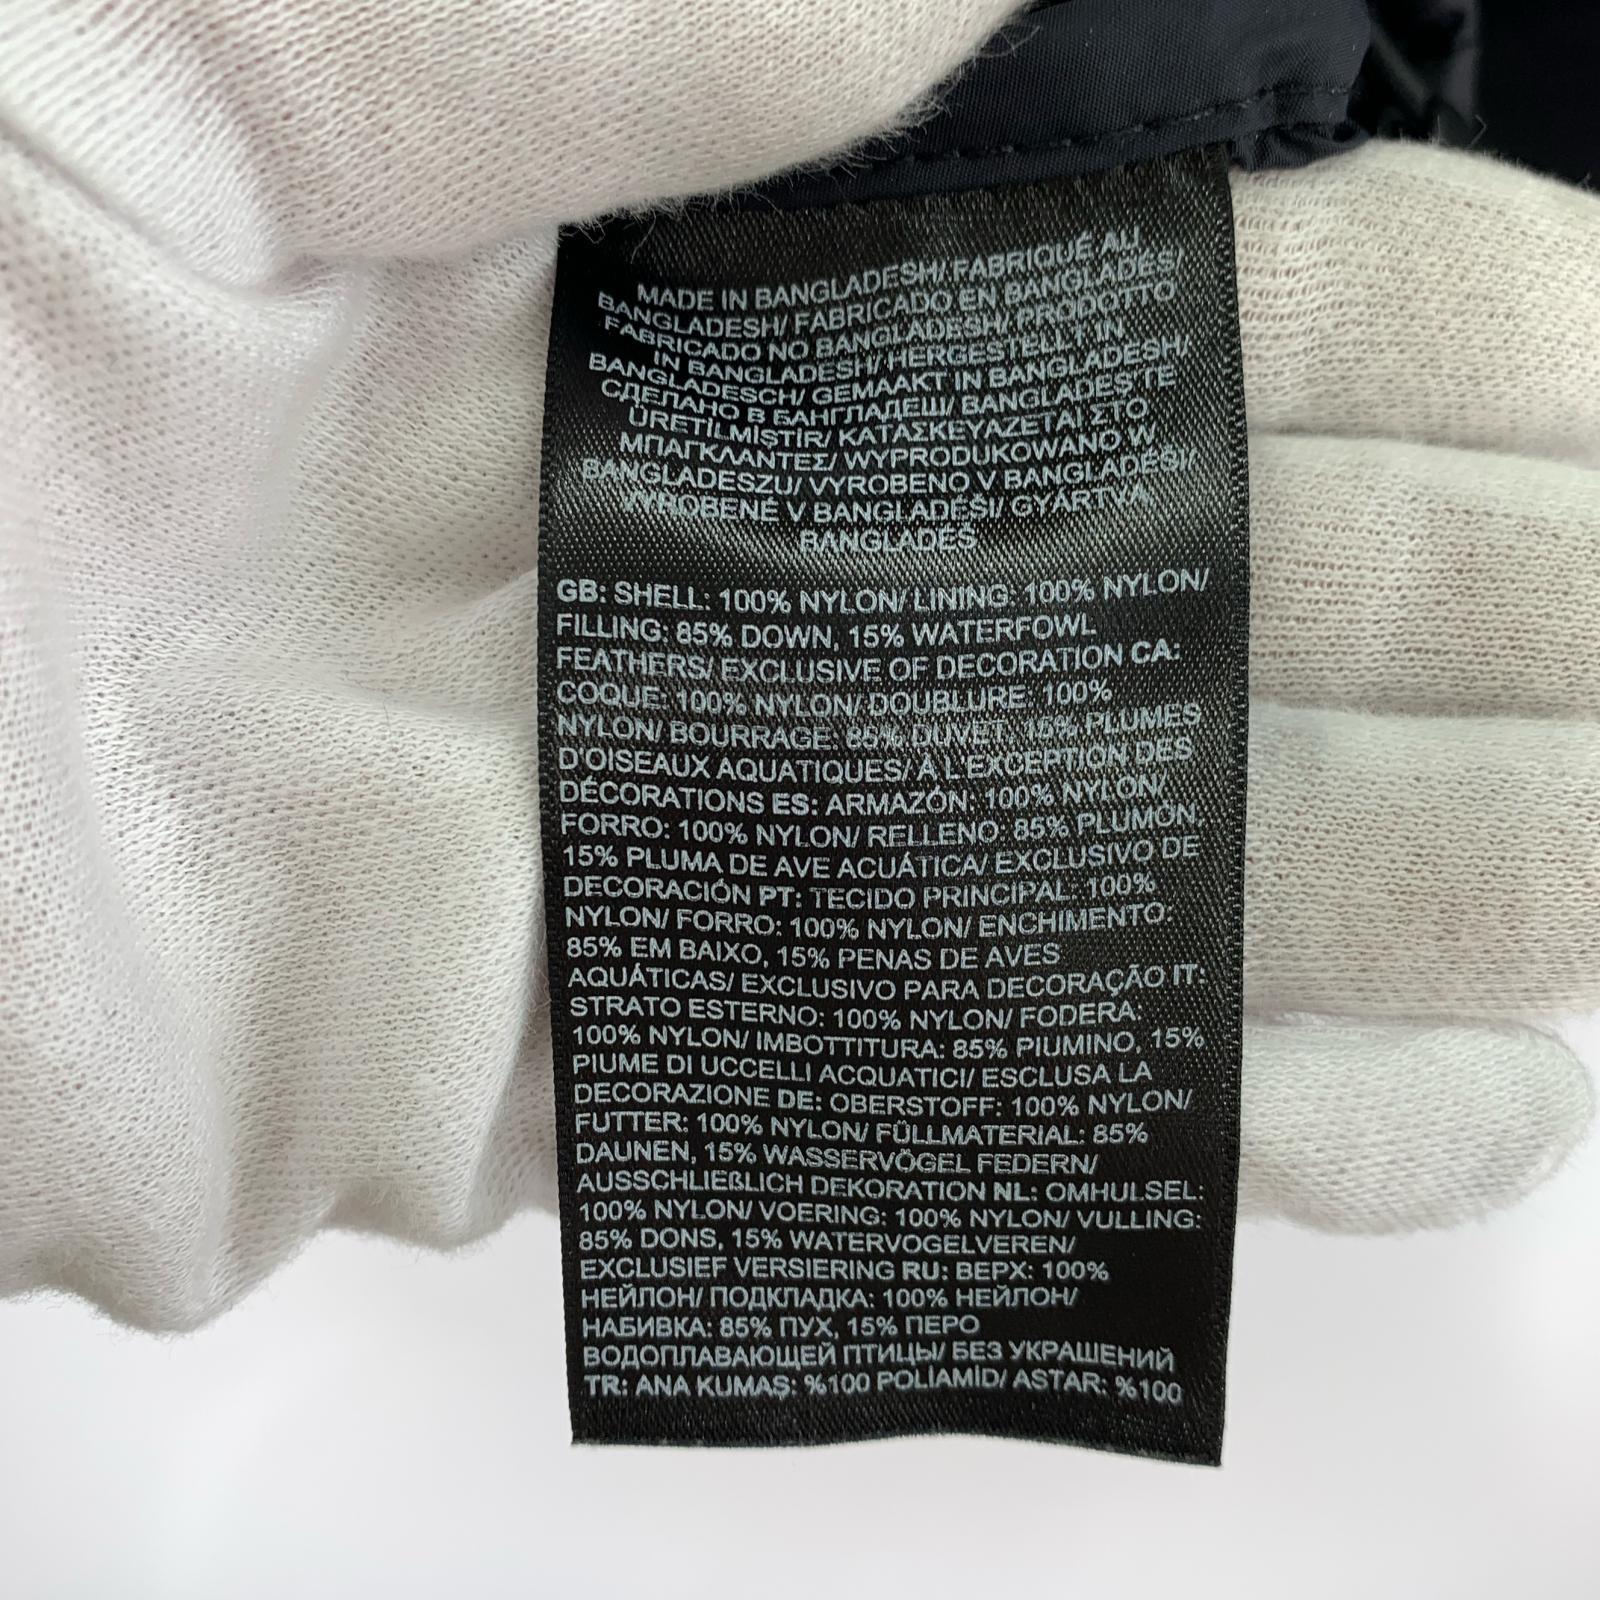 MADE IN BANGLADESH/ FABRIQUÉ AU
BANGLADESH/ FABRICADO EN BANGLADÉS/
FABRICADO NO BANGLADESH/ PRODOTTO
IN BANGLADESH/ HERGESTELLT IN
BANGLADESCH/ GEMAAKT IN BANGLADESH/
СДЕЛАНО В БАНГЛАДЕШ/ BANGLADEŞ'TE
ÜRETİLMİŞTİR/ ΚΑΤΑΣΚΕΥΑΖΕΤΑΙ ΣΤΟ
ΜΠΑΓΚΛΑΝΤΕΣ/ WYPRODUKOWANO W
BANGLADESZU/ VYROBENO V BANGLADÉŠI/
VYROBENÉ V BANGLADÉŠI/ GYÁRTVA
BANGLADÉS
GB: SHELL: 100% NYLON/ LINING: 100% NYLON/
FILLING: 85% DOWN, 15% WATERFOWL
FEATHERS/ EXCLUSIVE OF DECORATION CA:
COQUE: 100% NYLON/ DOUBLURE: 100%
NYLON/ BOURRAGE: 85% DUVET, 15% PLUMES
D'OISEAUX AQUATIQUES/ À L'EXCEPTION DES
DÉCORATIONS ES: ARMAZÓN: 100% NYLON/
FORRO: 100% NYLON/ RELLENO: 85% PLUMÓN,
15% PLUMA DE AVE ACUÁTICA/ EXCLUSIVO DE
DECORACIÓN PT: TECIDO PRINCIPAL: 100%
NYLON/ FORRO: 100% NYLON/ ENCHIMENTO:
85% EM BAIXO, 15% PENAS DE AVES
AQUÁTICAS/ EXCLUSIVO PARA DECORAÇÃO IT:
STRATO ESTERNO: 100% NYLON/ FODERA:
100% NYLON/ IMBOTTITURA: 85% PIUMINO, 15%
PIUME DI UCCELLI ACQUATICI/ ESCLUSA LA
DECORAZIONE DE: OBERSTOFF: 100% NYLON/
FUTTER: 100% NYLON/ FÜLLMATERIAL: 85%
DAUNEN, 15% WASSERVÖGEL FEDERN/
AUSSCHLIEßLICH DEKORATION NL: OMHULSEL:
100% NYLON/ VOERING: 100% NYLON/ VULLING:
85% DONS, 15% WATERVOGELVEREN/
EXCLUSIEF VERSIERING RU: ВЕРХ: 100%
НЕЙЛОН/ ПОДКЛАДКА: 100% НЕЙЛОН/
НАБИВКА: 85% ПУХ, 15% ПЕРО
ВОДОПЛАВАЮЩЕЙ ПТИЦЫ/ БЕЗ УКРАШЕНИЙ
TR: ANA KUMAŞ: %100 POLİAMİD/ ASTAR: %100